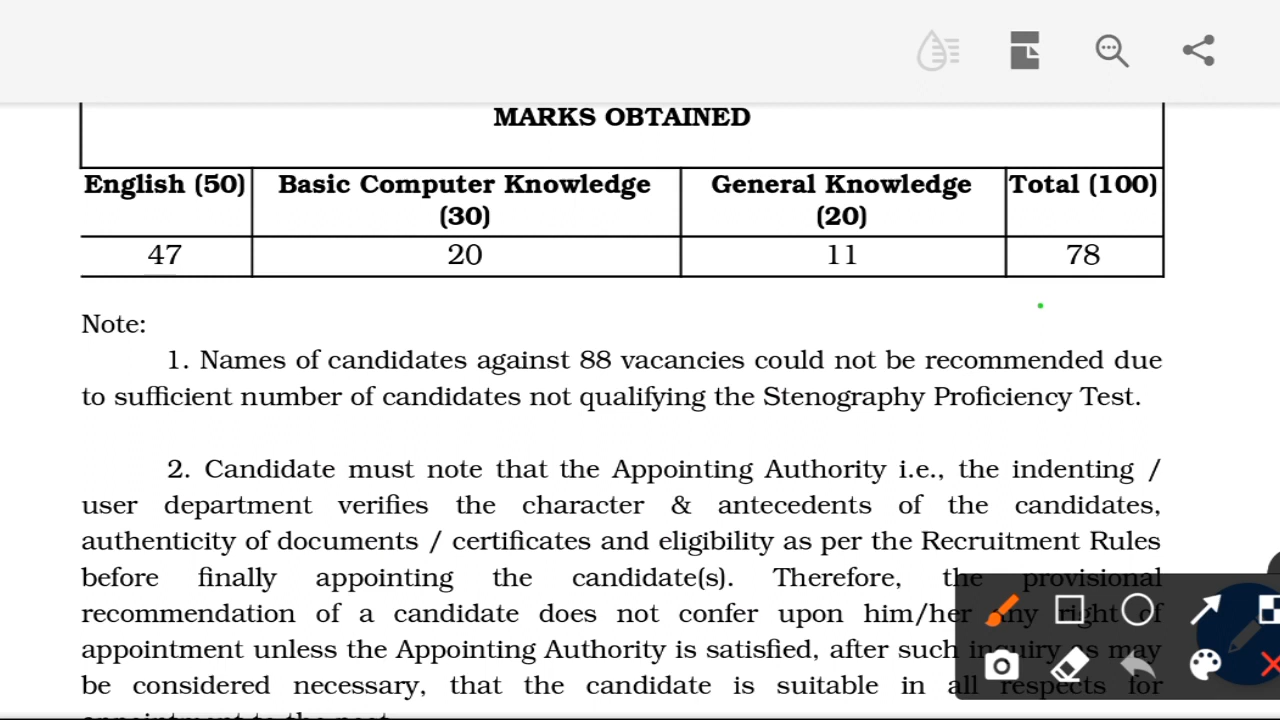 MARKS OBTAINED
English (50) Basic Computer Knowledge (30) General Knowledge (20) Total (100)
47 20 11 78
Note:
1. Names of candidates against 88 vacancies could not be recommended due
to sufficient number of candidates not qualifying the Stenography Proficiency Test.
2. Candidate must note that the Appointing Authority i.e., the indenting /
user department verifies the character & antecedents of the candidates,
authenticity of documents / certificates and eligibility as per the Recruitment Rules
before finally appointing the candidate(s). Therefore, the provisional
recommendation of a candidate does not confer upon him/her any right of
appointment unless the Appointing Authority is satisfied, after such inquiry as may
be considered necessary, that the candidate is suitable in all respects for